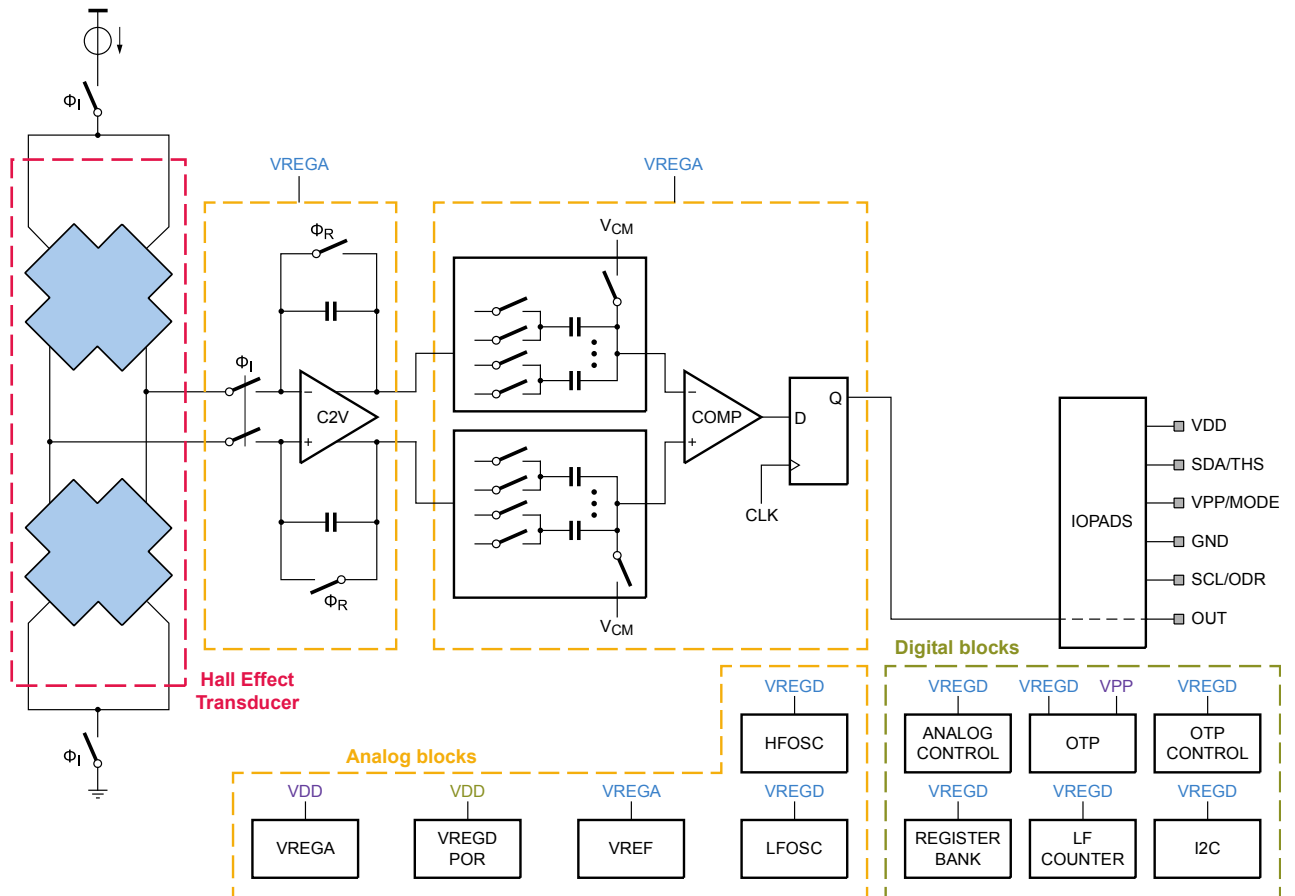 ΦI
VREGA
VREGA
ΦR
VCM
ΦI
−
C2V
+
ΦR
−
COMP
+
D
Q
CLK
VCM
IOPADS
VDD
SDA/THS
VPP/MODE
GND
SCL/ODR
OUT
Hall Effect
Transducer
ΦI
Analog blocks
VREGD
HFOSC
VDD
VREGA
VDD
VREGD
POR
VREGA
VREF
VREGD
LFOSC
Digital blocks
VREGD
ANALOG
CONTROL
VREGD VPP
OTP
VREGD
OTP
CONTROL
VREGD
REGISTER
BANK
VREGD
LF
COUNTER
VREGD
I2C